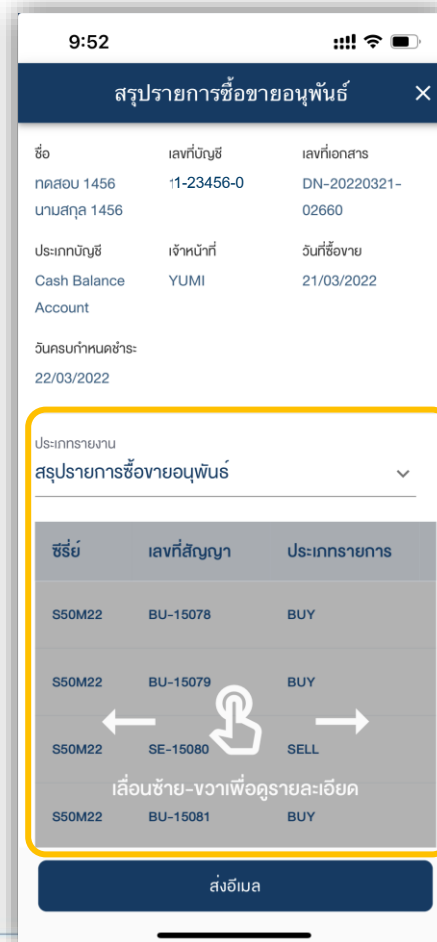 9:52
สรุปรายการซื้อขายอนุพันธ์
ชื่อ เลขที่บัญชี เลขที่เอกสาร
ทดสอบ 1456 11-23456-0 DN-20220321-
นามสกุล 1456 02660
ประเภทบัญชี เจ้าหน้าที่ วันที่ซื้อขาย
Cash Balance YUMI 21/03/2022
Account
วันครบกำหนดชำระ
22/03/2022
ประเภทรายงาน
สรุปรายการซื้อขายอนุพันธ์
ซีรี่ย์ เลขที่สัญญา ประเภทรายการ
S50M22 BU-15078 BUY
S50M22 BU-15079 BUY
S50M22 SE-15080 SELL
เลื่อนซ้าย-ขวาเพื่อดูรายละเอียด
S50M22 BU-15081 BUY
ส่งอีเมล